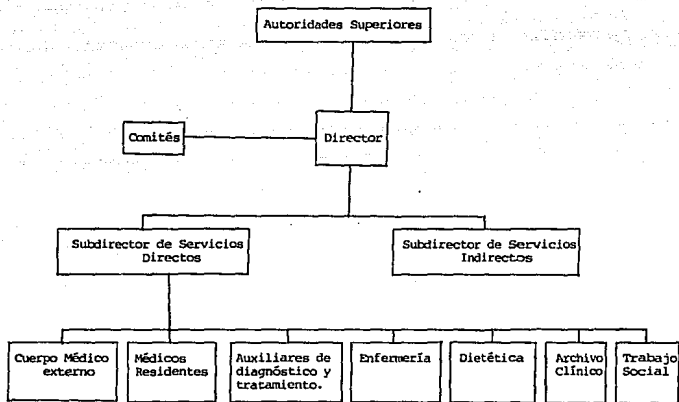 Autoridades Superiores
Comités
Director
Subdirector de Servicios
Directos
Subdirector de Servicios
Indirectos
Cuerpo Médico
externo
Médicos
Residentes
Auxiliares de
diagnóstico y
tratamiento.
Enfermería
Dietética
Archivo
Clínico
Trabajo
Social